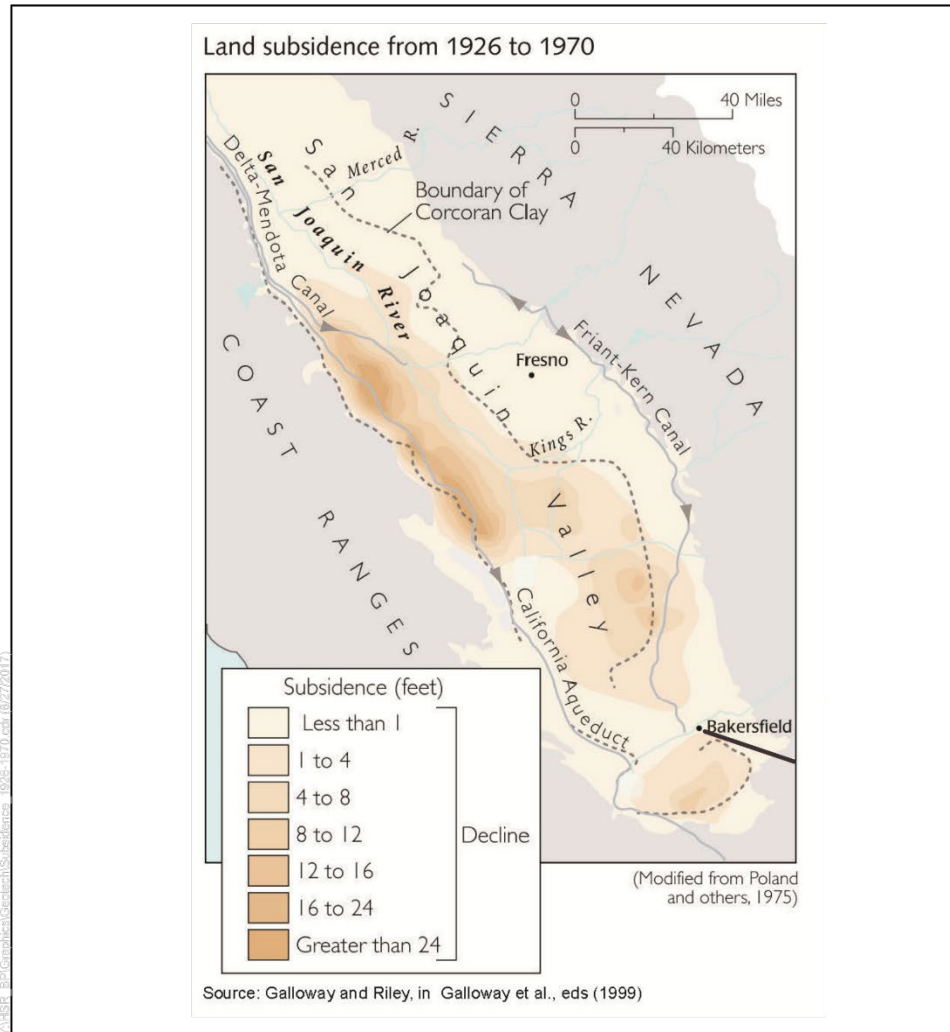 Land subsidence from 1926 to 1970
SIERRA
NEVADA
0 40 Miles
0 40 Kilometers
Merced R.
Boundary of
Corcoran Clay
San Joaquin River
Delta-Mendota Canal
San Joaquin Valley
Fresno
Friant-Kern Canal
Kings R.
COAST RANGES
California Aqueduct
Bakersfield
Subsidence (feet)
Less than 1
1 to 4
4 to 8
8 to 12
12 to 16
16 to 24
Greater than 24
Decline
(Modified from Poland
and others, 1975)
Source: Galloway and Riley, in Galloway et al., eds (1999)